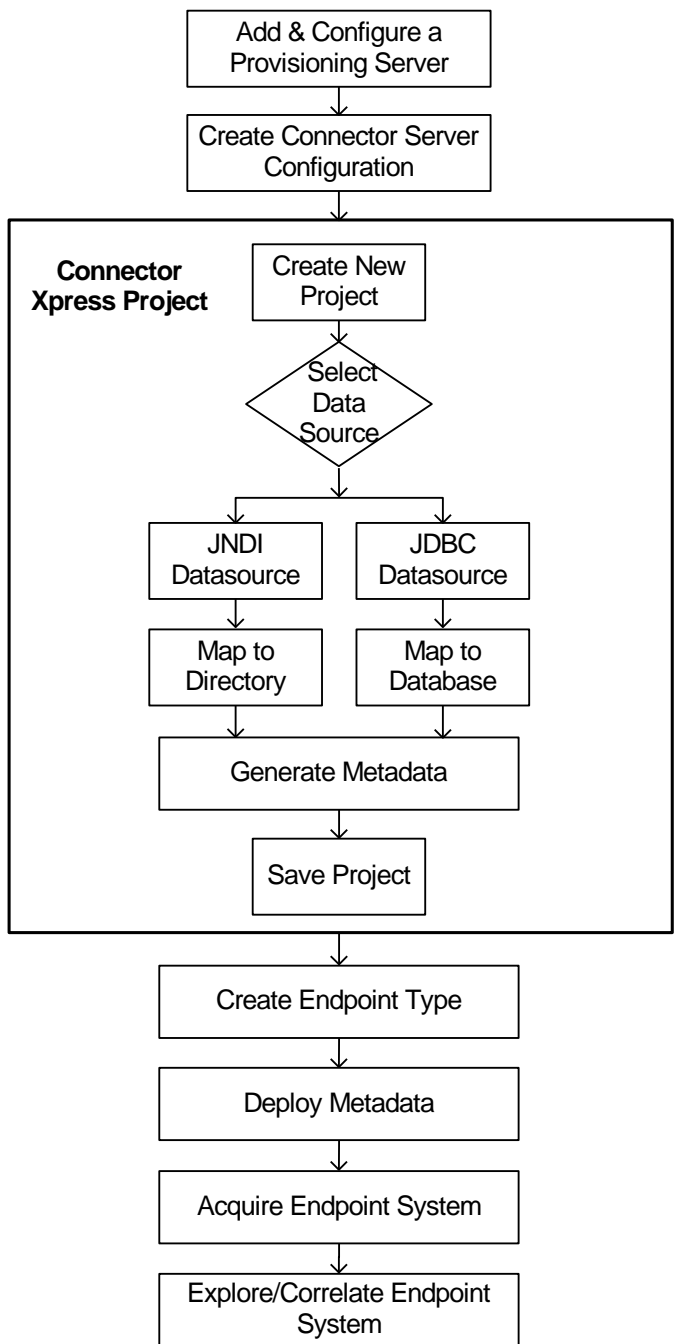 Add & Configure a
Provisioning Server
Create Connector Server
Configuration
Connector
Xpress Project
Create New
Project
Select
Data
Source
JNDI
Datasource
JDBC
Datasource
Map to
Directory
Map to
Database
Generate Metadata
Save Project
Create Endpoint Type
Deploy Metadata
Acquire Endpoint System
Explore/Correlate Endpoint
System